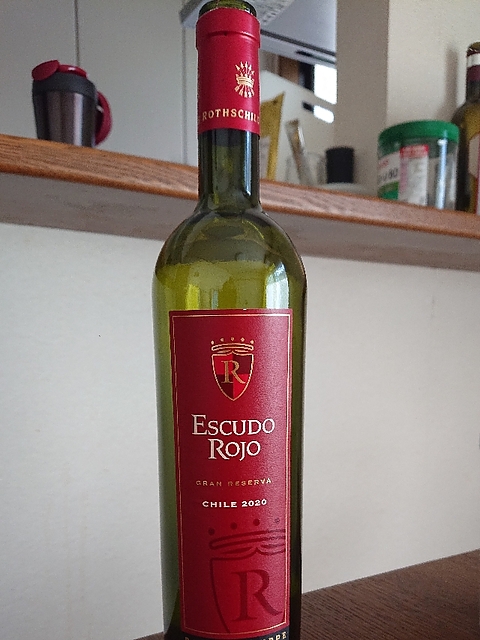 ROTHSCHIL
R
ESCUDO
ROJO
GRAN RESERVA
CHILE 2020
R